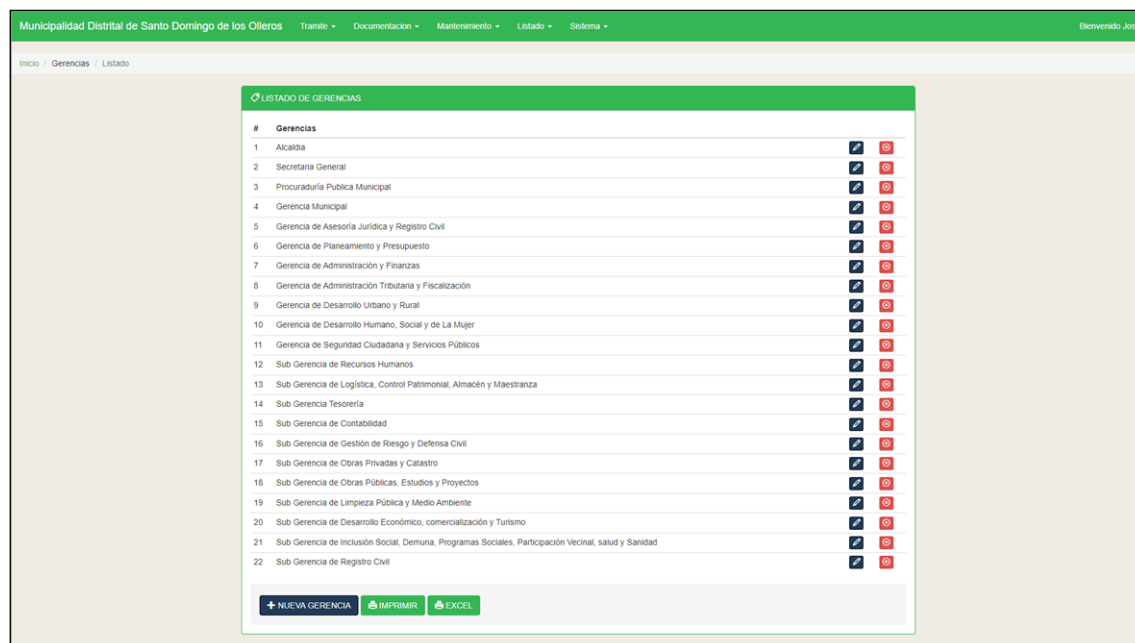 Municipalidad Distrital de Santo Domingo de los Olleros Tramite Documentacion Mantenimiento Listado Sistema Bienvenido Jos
Inicio / Gerencias / Listado
LISTADO DE GERENCIAS
# Gerencias
1 Alcaldia
2 Secretaria General
3 Procuraduría Publica Municipal
4 Gerencia Municipal
5 Gerencia de Asesoría Jurídica y Registro Civil
6 Gerencia de Planeamiento y Presupuesto
7 Gerencia de Administración y Finanzas
8 Gerencia de Administración Tributaria y Fiscalización
9 Gerencia de Desarrollo Urbano y Rural
10 Gerencia de Desarrollo Humano, Social y de La Mujer
11 Gerencia de Seguridad Ciudadana y Servicios Públicos
12 Sub Gerencia de Recursos Humanos
13 Sub Gerencia de Logística, Control Patrimonial, Almacén y Maestranza
14 Sub Gerencia Tesorería
15 Sub Gerencia de Contabilidad
16 Sub Gerencia de Gestión de Riesgo y Defensa Civil
17 Sub Gerencia de Obras Privadas y Catastro
18 Sub Gerencia de Obras Públicas, Estudios y Proyectos
19 Sub Gerencia de Limpieza Pública y Medio Ambiente
20 Sub Gerencia de Desarrollo Económico, comercialización y Turismo
21 Sub Gerencia de Inclusión Social, Demuna, Programas Sociales, Participación Vecinal, salud y Sanidad
22 Sub Gerencia de Registro Civil
NUEVA GERENCIA IMPRIMIR EXCEL